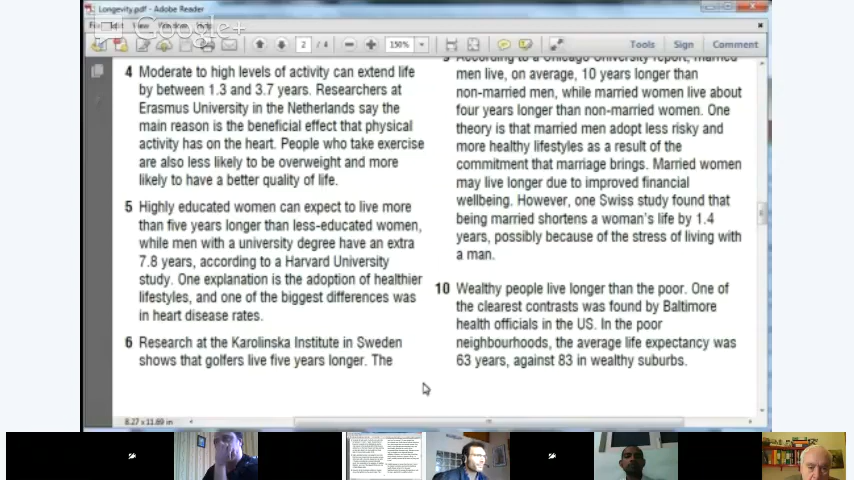 Longevity.pdf - Adobe Reader
Google+
File Edit View Window Help
2 / 4
150%
Tools Sign Comment
4 Moderate to high levels of activity can extend life
by between 1.3 and 3.7 years. Researchers at
Erasmus University in the Netherlands say the
main reason is the beneficial effect that physical
activity has on the heart. People who take exercise
are also less likely to be overweight and more
likely to have a better quality of life.
5 Highly educated women can expect to live more
than five years longer than less-educated women,
while men with a university degree have an extra
7.8 years, according to a Harvard University
study. One explanation is the adoption of healthier
lifestyles, and one of the biggest differences was
in heart disease rates.
6 Research at the Karolinska Institute in Sweden
shows that golfers live five years longer. The
9 According to a Chicago University report, married
men live, on average, 10 years longer than
non-married men, while married women live about
four years longer than non-married women. One
theory is that married men adopt less risky and
more healthy lifestyles as a result of the
commitment that marriage brings. Married women
may live longer due to improved financial
wellbeing. However, one Swiss study found that
being married shortens a woman's life by 1.4
years, possibly because of the stress of living with
a man.
10 Wealthy people live longer than the poor. One of
the clearest contrasts was found by Baltimore
health officials in the US. In the poor
neighbourhoods, the average life expectancy was
63 years, against 83 in wealthy suburbs.
8.27 x 11.69 in